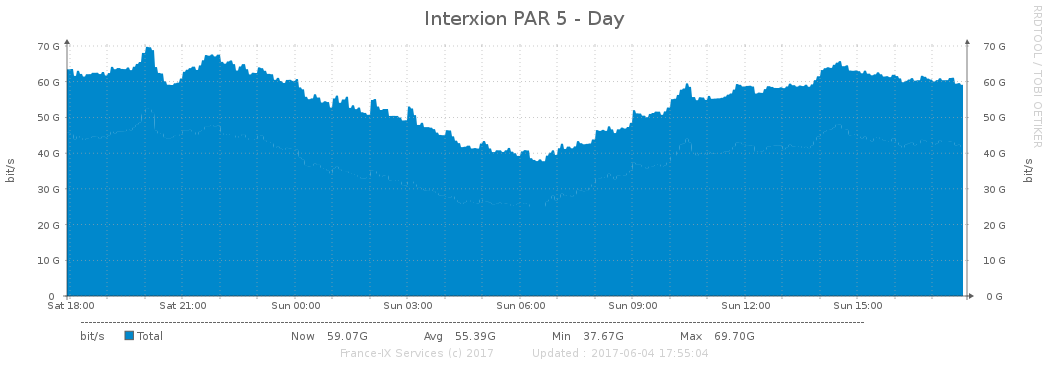 Interxion PAR 5 - Day
RRDTOOL / TOBI OETIKER
bit/s
70 G
60 G
50 G
40 G
30 G
20 G
10 G
0
70 G
60 G
50 G
40 G
30 G
20 G
10 G
0 G
bit/s
Sat 18:00 Sat 21:00 Sun 00:00 Sun 03:00 Sun 06:00 Sun 09:00 Sun 12:00 Sun 15:00
bit/s Total Now 59.07G Avg 55.39G Min 37.67G Max 69.70G
France-IX Services (c) 2017 Updated : 2017-06-04 17:55:04